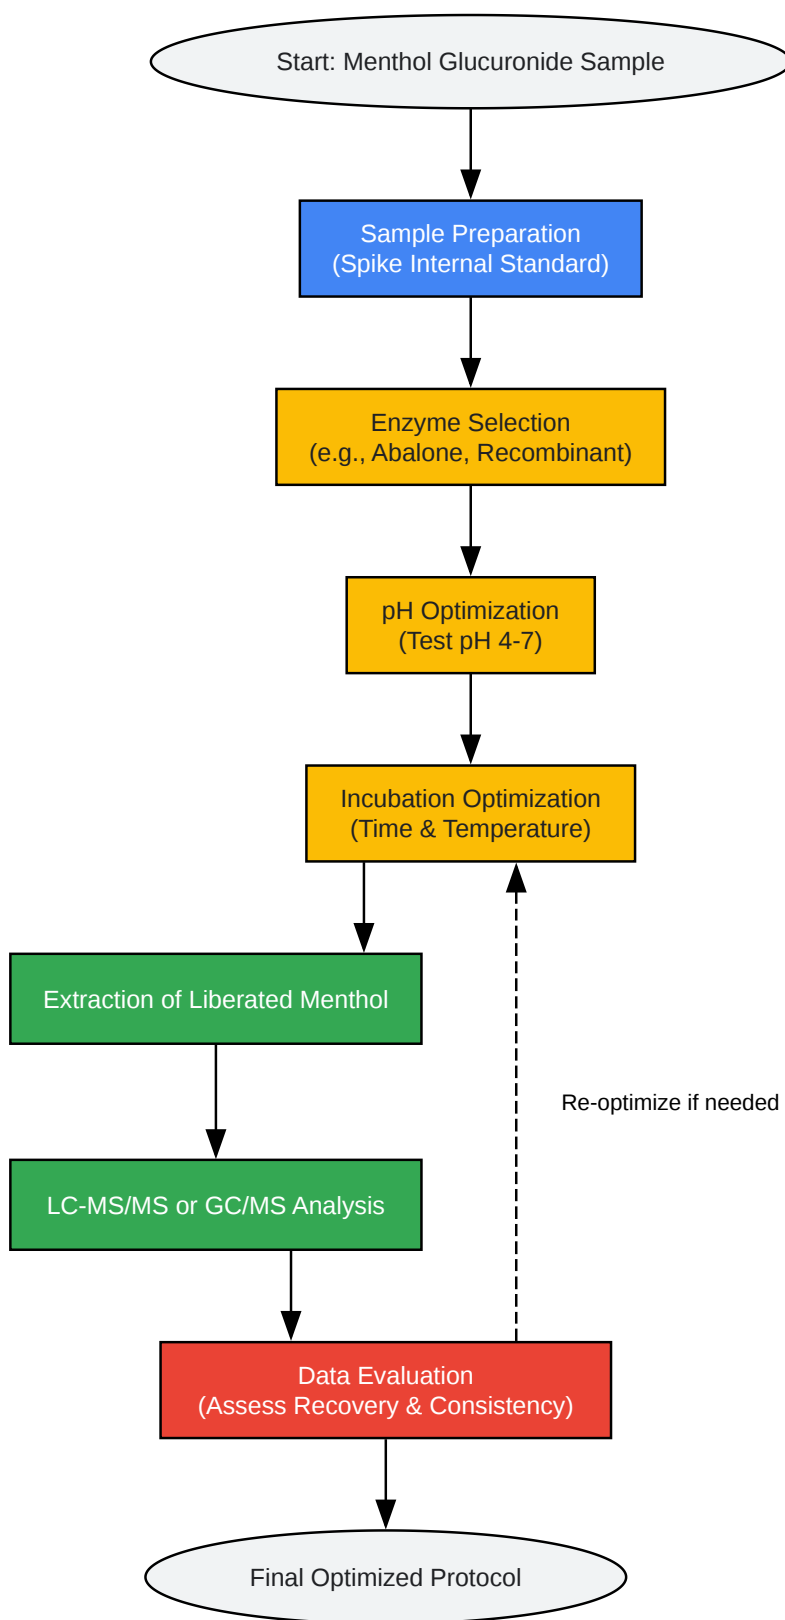 Start: Menthol Glucuronide Sample
Sample Preparation
(Spike Internal Standard)
Enzyme Selection
(e.g., Abalone, Recombinant)
pH Optimization
(Test pH 4-7)
Incubation Optimization
(Time & Temperature)
Extraction of Liberated Menthol
Re-optimize if needed
LC-MS/MS or GC/MS Analysis
Data Evaluation
(Assess Recovery & Consistency)
Final Optimized Protocol